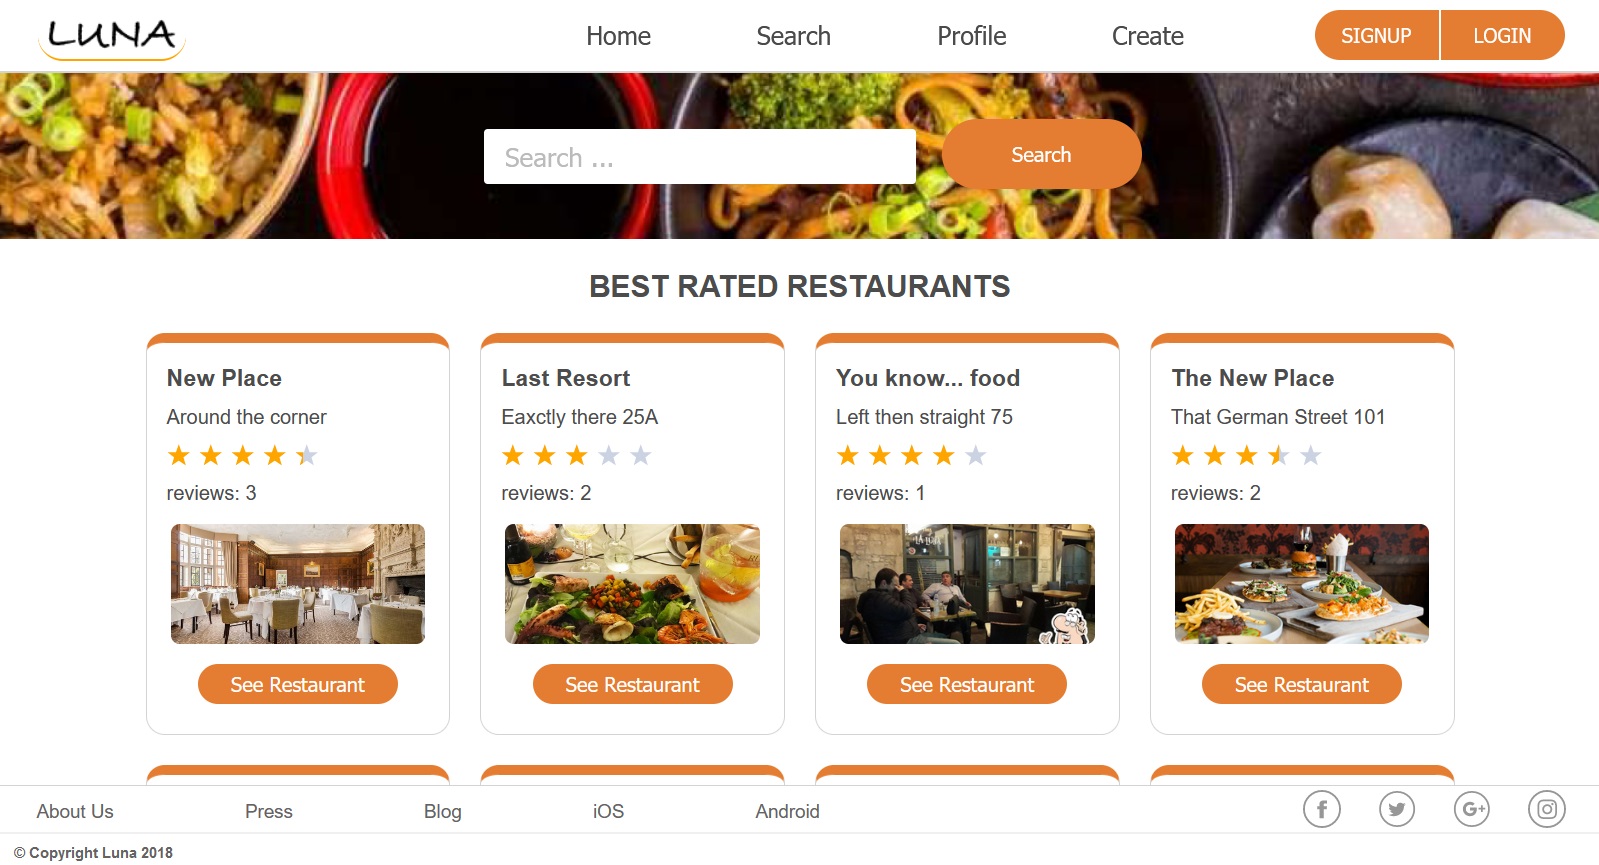 LUNA
Home Search Profile Create SIGNUP LOGIN
Search ... Search
BEST RATED RESTAURANTS
New Place
Around the corner
reviews: 3
See Restaurant
Last Resort
Eaxctly there 25A
reviews: 2
See Restaurant
You know... food
Left then straight 75
reviews: 1
LA LUNA
See Restaurant
The New Place
That German Street 101
reviews: 2
See Restaurant
About Us Press Blog iOS Android
© Copyright Luna 2018